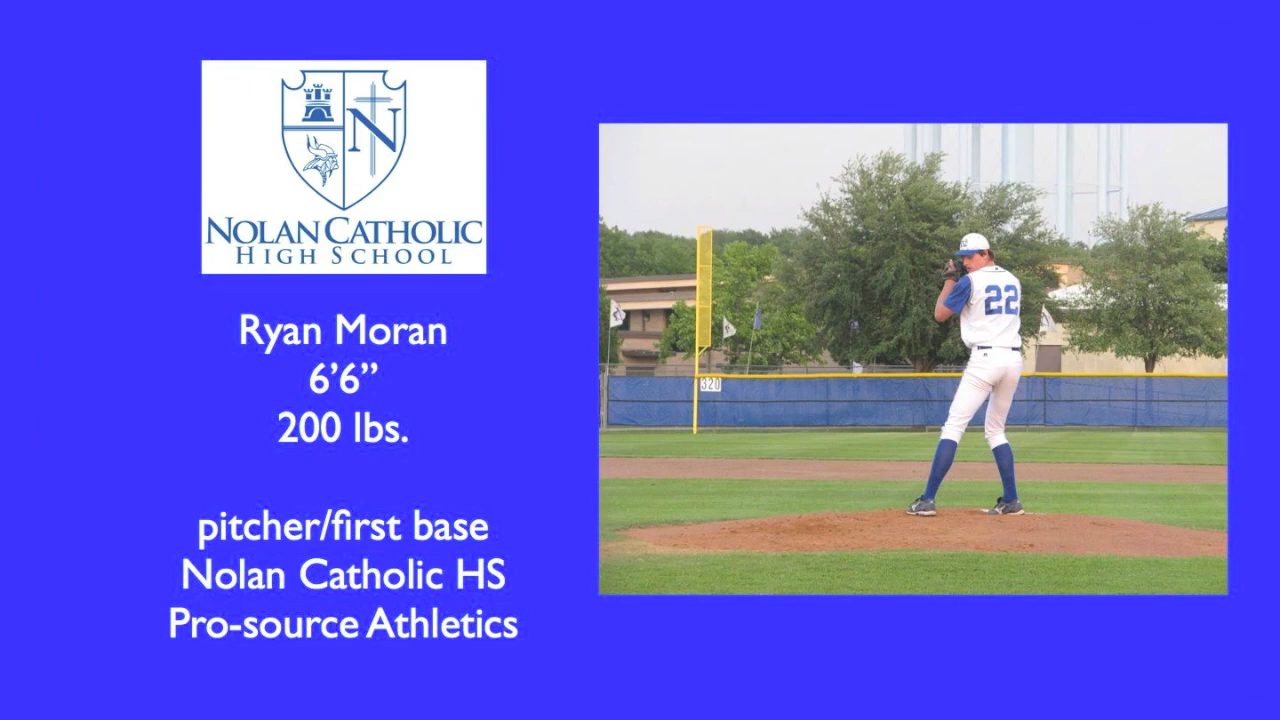 N
NOLAN CATHOLIC
HIGH SCHOOL
Ryan Moran
6’6”
200 lbs.
pitcher/first base
Nolan Catholic HS
Pro-source Athletics
22
320